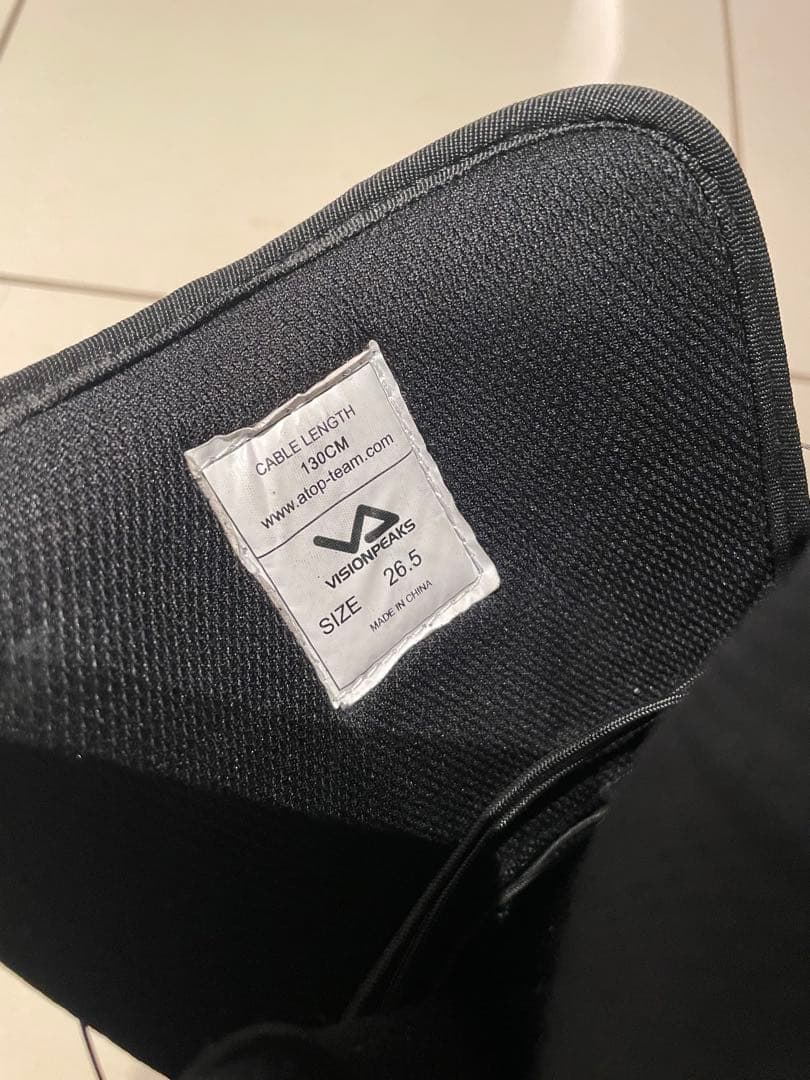 CABLE LENGTH
130CM
www.atop-team.com
VISIONPEAKS
SIZE 26.5
MADE IN CHINA